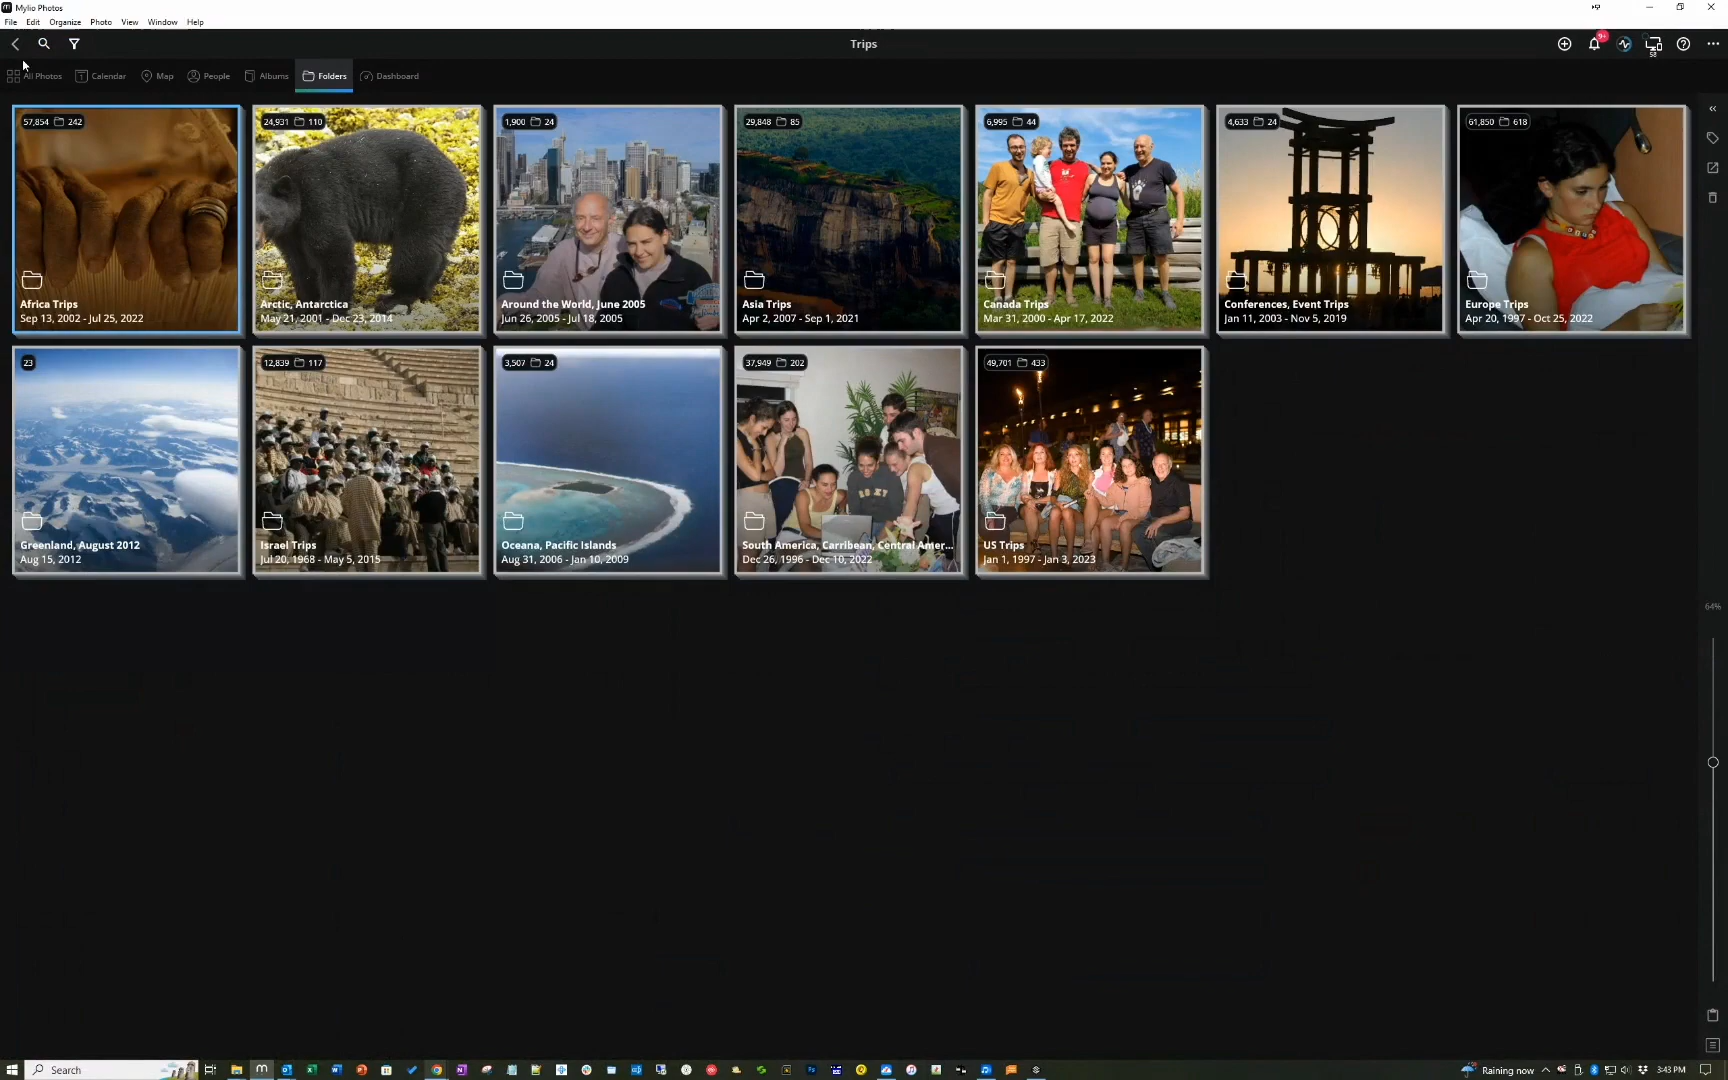 Mylio Photos
File Edit Organize Photo View Window Help
Trips
9+
58
All Photos Calendar Map People Albums Folders Dashboard
57,854 242
24,931 110
1,900 24
29,848 85
6,995 44
4,633 24
61,850 618
Africa Trips
Sep 13, 2002 - Jul 25, 2022
Arctic, Antarctica
May 21, 2001 - Dec 23, 2014
Around the World, June 2005
Jun 26, 2005 - Jul 18, 2005
Asia Trips
Apr 2, 2007 - Sep 1, 2021
Canada Trips
Mar 31, 2000 - Apr 17, 2022
Conferences, Event Trips
Jan 11, 2003 - Nov 5, 2019
Europe Trips
Apr 20, 1997 - Oct 25, 2022
23
12,839 117
3,507 24
37,949 202
49,701 433
Greenland, August 2012
Aug 15, 2012
Israel Trips
Jul 20, 1968 - May 5, 2015
Oceana, Pacific Islands
Aug 31, 2006 - Jan 10, 2009
South America, Carribean, Central Amer...
Dec 26, 1996 - Dec 10, 2022
US Trips
Jan 1, 1997 - Jan 3, 2023
64%
Search
Raining now
3:43 PM